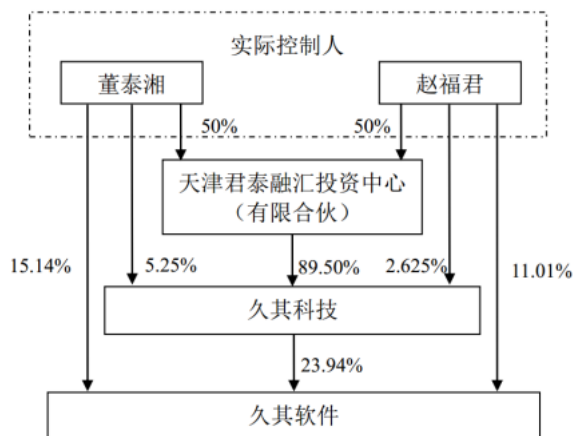 实际控制人
董泰湘
赵福君
50%
50%
天津君泰融汇投资中心
（有限合伙）
15.14%
5.25%
89.50%
2.625%
11.01%
久其科技
23.94%
久其软件